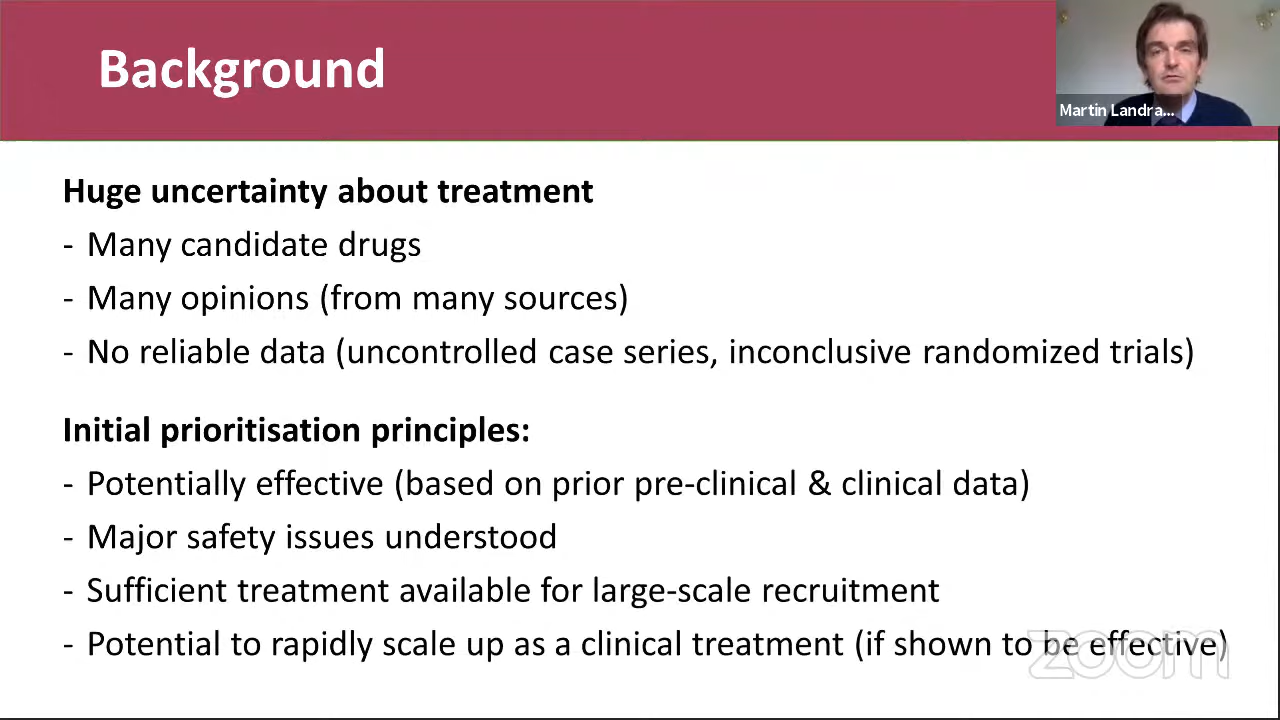 Background
Martin Landra...
Huge uncertainty about treatment
- Many candidate drugs
- Many opinions (from many sources)
- No reliable data (uncontrolled case series, inconclusive randomized trials)
Initial prioritisation principles:
- Potentially effective (based on prior pre-clinical & clinical data)
- Major safety issues understood
- Sufficient treatment available for large-scale recruitment
- Potential to rapidly scale up as a clinical treatment (if shown to be effective)
zoom